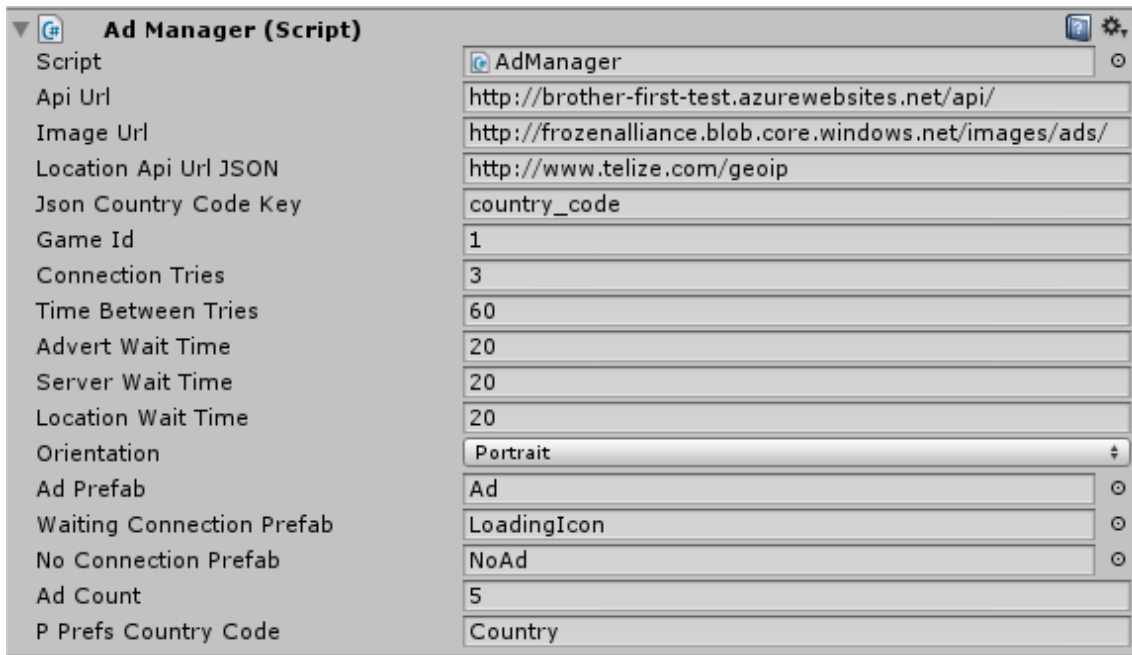 Ad Manager (Script)
Script AdManager
Api Url http://brother-first-test.azurewebsites.net/api/
Image Url http://frozenalliance.blob.core.windows.net/images/ads/
Location Api Url JSON http://www.telize.com/geoip
Json Country Code Key country_code
Game Id 1
Connection Tries 3
Time Between Tries 60
Advert Wait Time 20
Server Wait Time 20
Location Wait Time 20
Orientation Portrait
Ad Prefab Ad
Waiting Connection Prefab LoadingIcon
No Connection Prefab NoAd
Ad Count 5
P Prefs Country Code Country